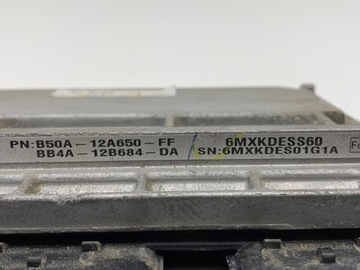 PN:B50A-12A650-FF 6MXKDESS60
BB4A-12B684-DA SN:6MXKDES01G1A